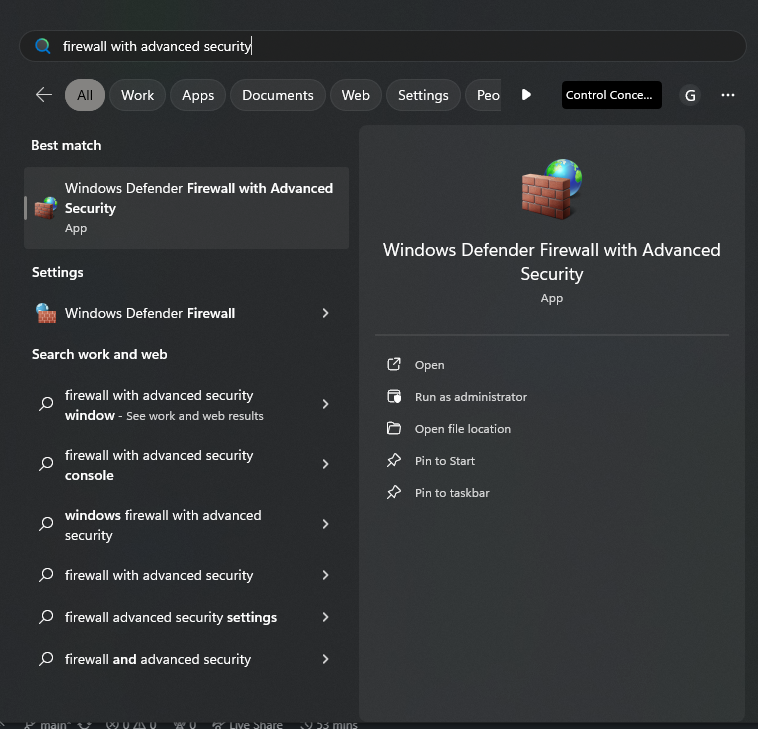 firewall with advanced security
All Work Apps Documents Web Settings Peo Control Conce... G
Best match
Windows Defender Firewall with Advanced
Security
App
Settings
Windows Defender Firewall
Search work and web
firewall with advanced security
window - See work and web results
firewall with advanced security
console
windows firewall with advanced
security
firewall with advanced security
firewall advanced security settings
firewall and advanced security
Windows Defender Firewall with Advanced
Security
App
Open
Run as administrator
Open file location
Pin to Start
Pin to taskbar
main* 0 0 0 Live Share 53 mins